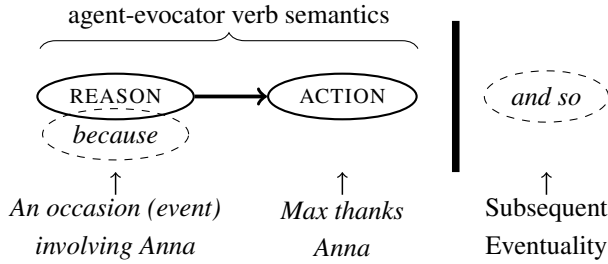 agent-evocator verb semantics
REASON ACTION and so
because
An occasion (event) Max thanks Subsequent
involving Anna Anna Eventuality